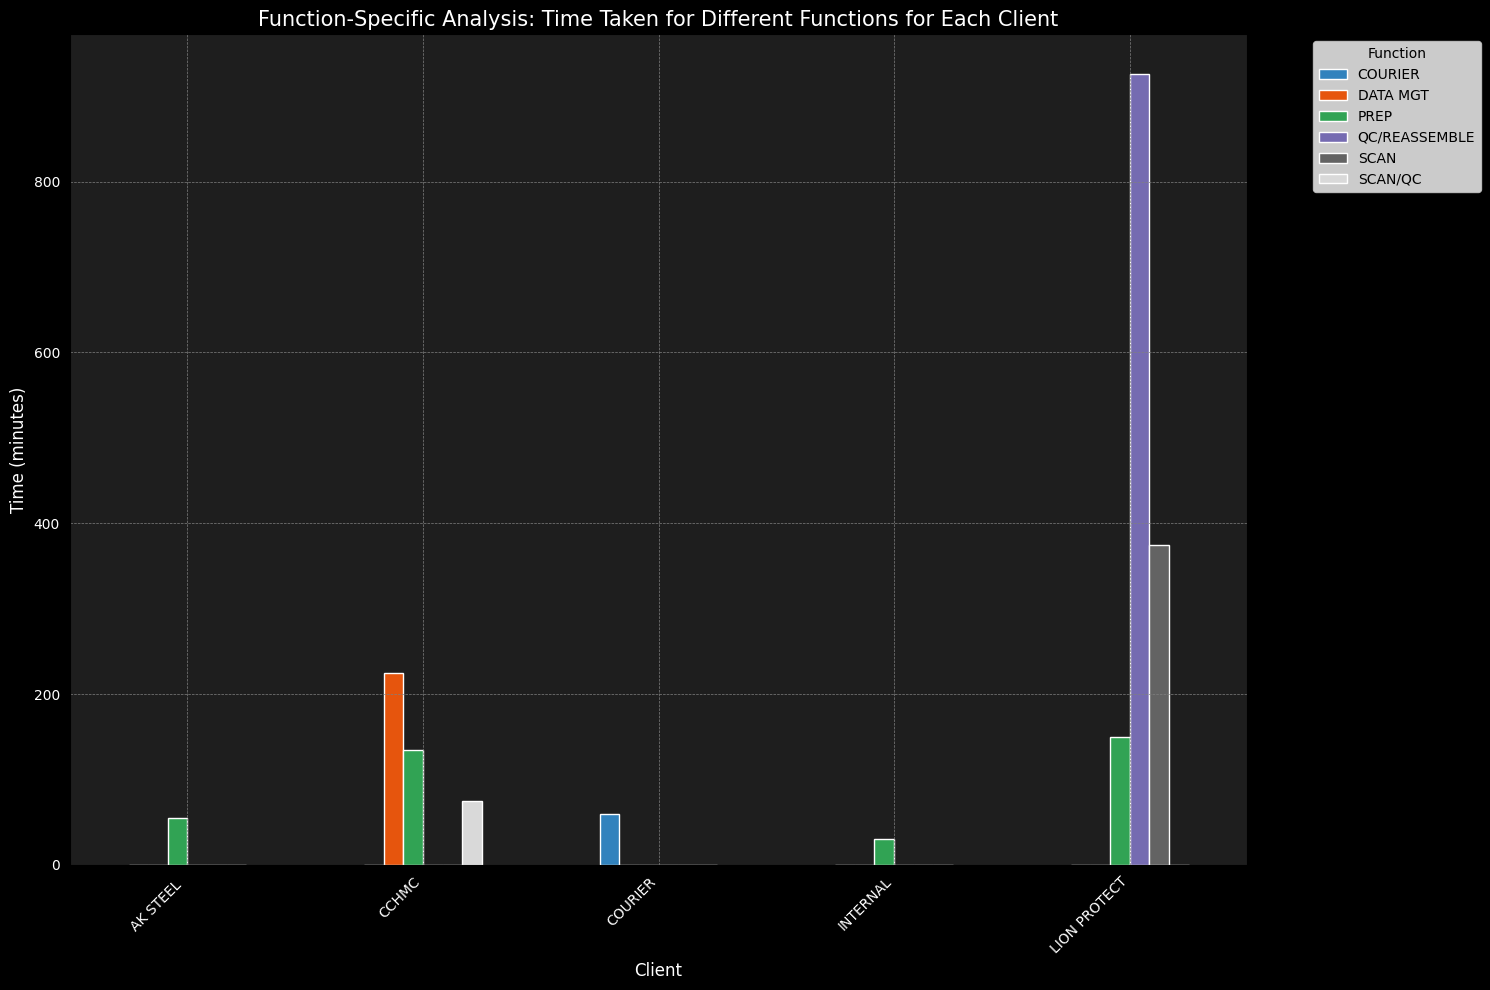 Function-Specific Analysis: Time Taken for Different Functions for Each Client
Function
COURIER
DATA MGT
PREP
QC/REASSEMBLE
SCAN
SCAN/QC
Time (minutes)
800
600
400
200
0
AK STEEL
CCHMC
COURIER
INTERNAL
LION PROTECT
Client